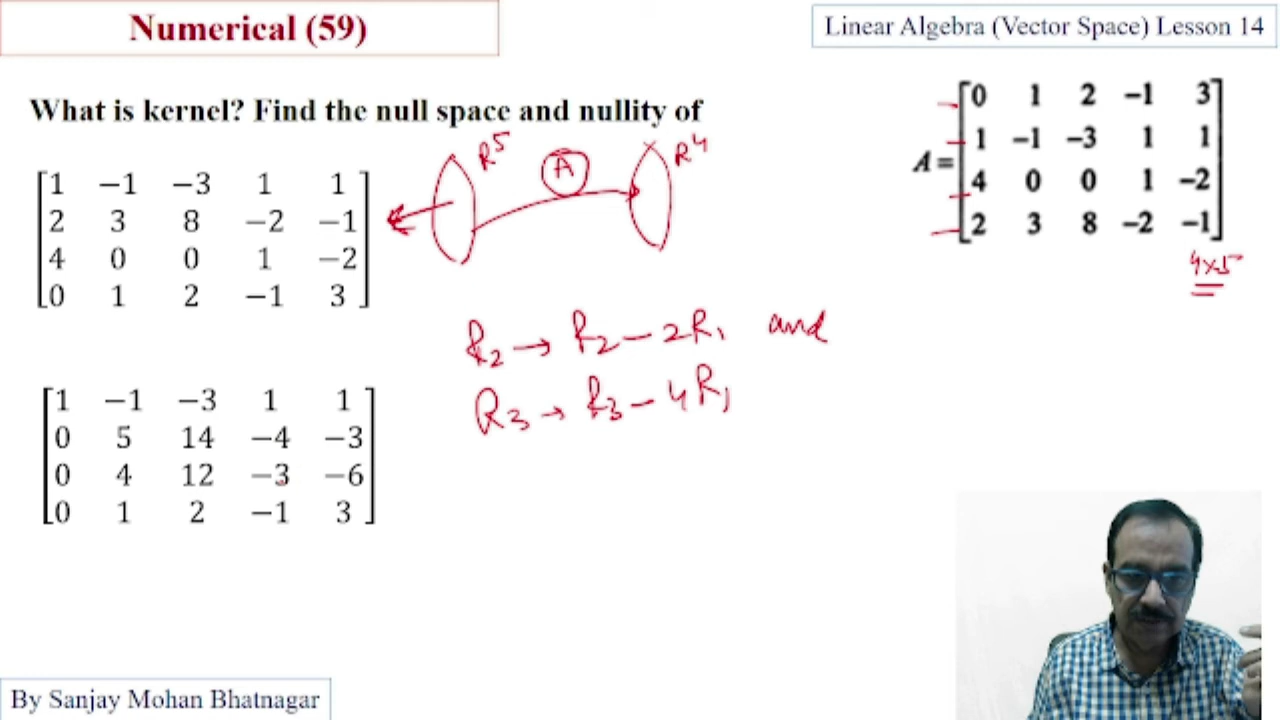 Numerical (59)
Linear Algebra (Vector Space) Lesson 14
What is kernel? Find the null space and nullity of
A =
0 1 2 −1 3
1 −1 −3 1 1
4 0 0 1 −2
2 3 8 −2 −1
4×5
1 −1 −3 1 1
2 3 8 −2 −1
4 0 0 1 −2
0 1 2 −1 3
R⁵
A
R⁴
R₂ → R₂ − 2R₁ and
R₃ → R₃ − 4R₁
1 −1 −3 1 1
0 5 14 −4 −3
0 4 12 −3 −6
0 1 2 −1 3
By Sanjay Mohan Bhatnagar